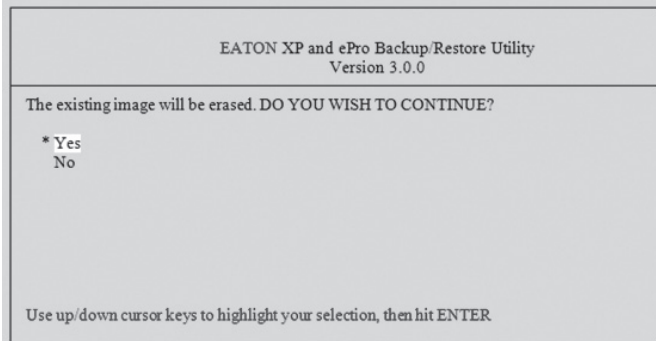 EATON XP and ePro Backup/Restore Utility
Version 3.0.0
The existing image will be erased. DO YOU WISH TO CONTINUE?
* Yes
No
Use up/down cursor keys to highlight your selection, then hit ENTER